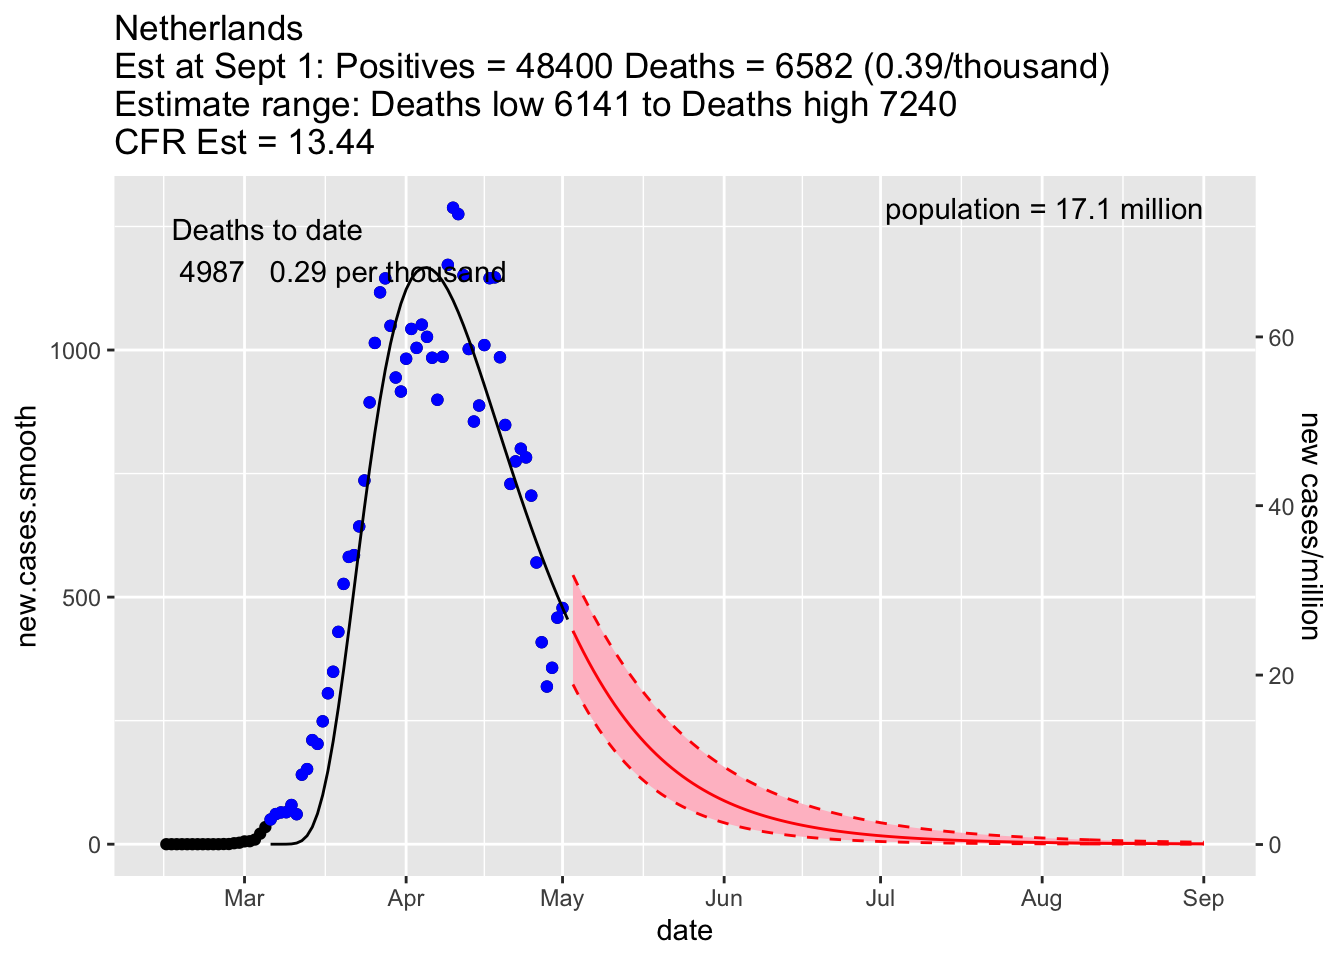 Netherlands
Est at Sept 1: Positives = 48400 Deaths = 6582 (0.39/thousand)
Estimate range: Deaths low 6141 to Deaths high 7240
CFR Est = 13.44
population = 17.1 million
Deaths to date
4987 0.29 per thousand
1000
500
0
new.cases.smooth
60
40
20
0
new cases/million
Mar Apr May Jun Jul Aug Sep
date